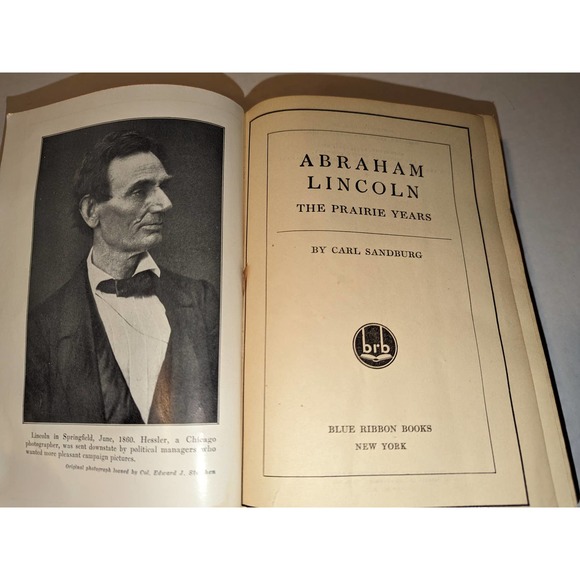 Lincoln in Springfield, June, 1860. Hessler, a Chicago
photographer, was sent downstate by political managers who
wanted more pleasant campaign pictures.
Original photograph loaned by Col. Edward J.
ABRAHAM
LINCOLN
THE PRAIRIE YEARS
BY CARL SANDBURG
brb
BLUE RIBBON BOOKS
NEW YORK